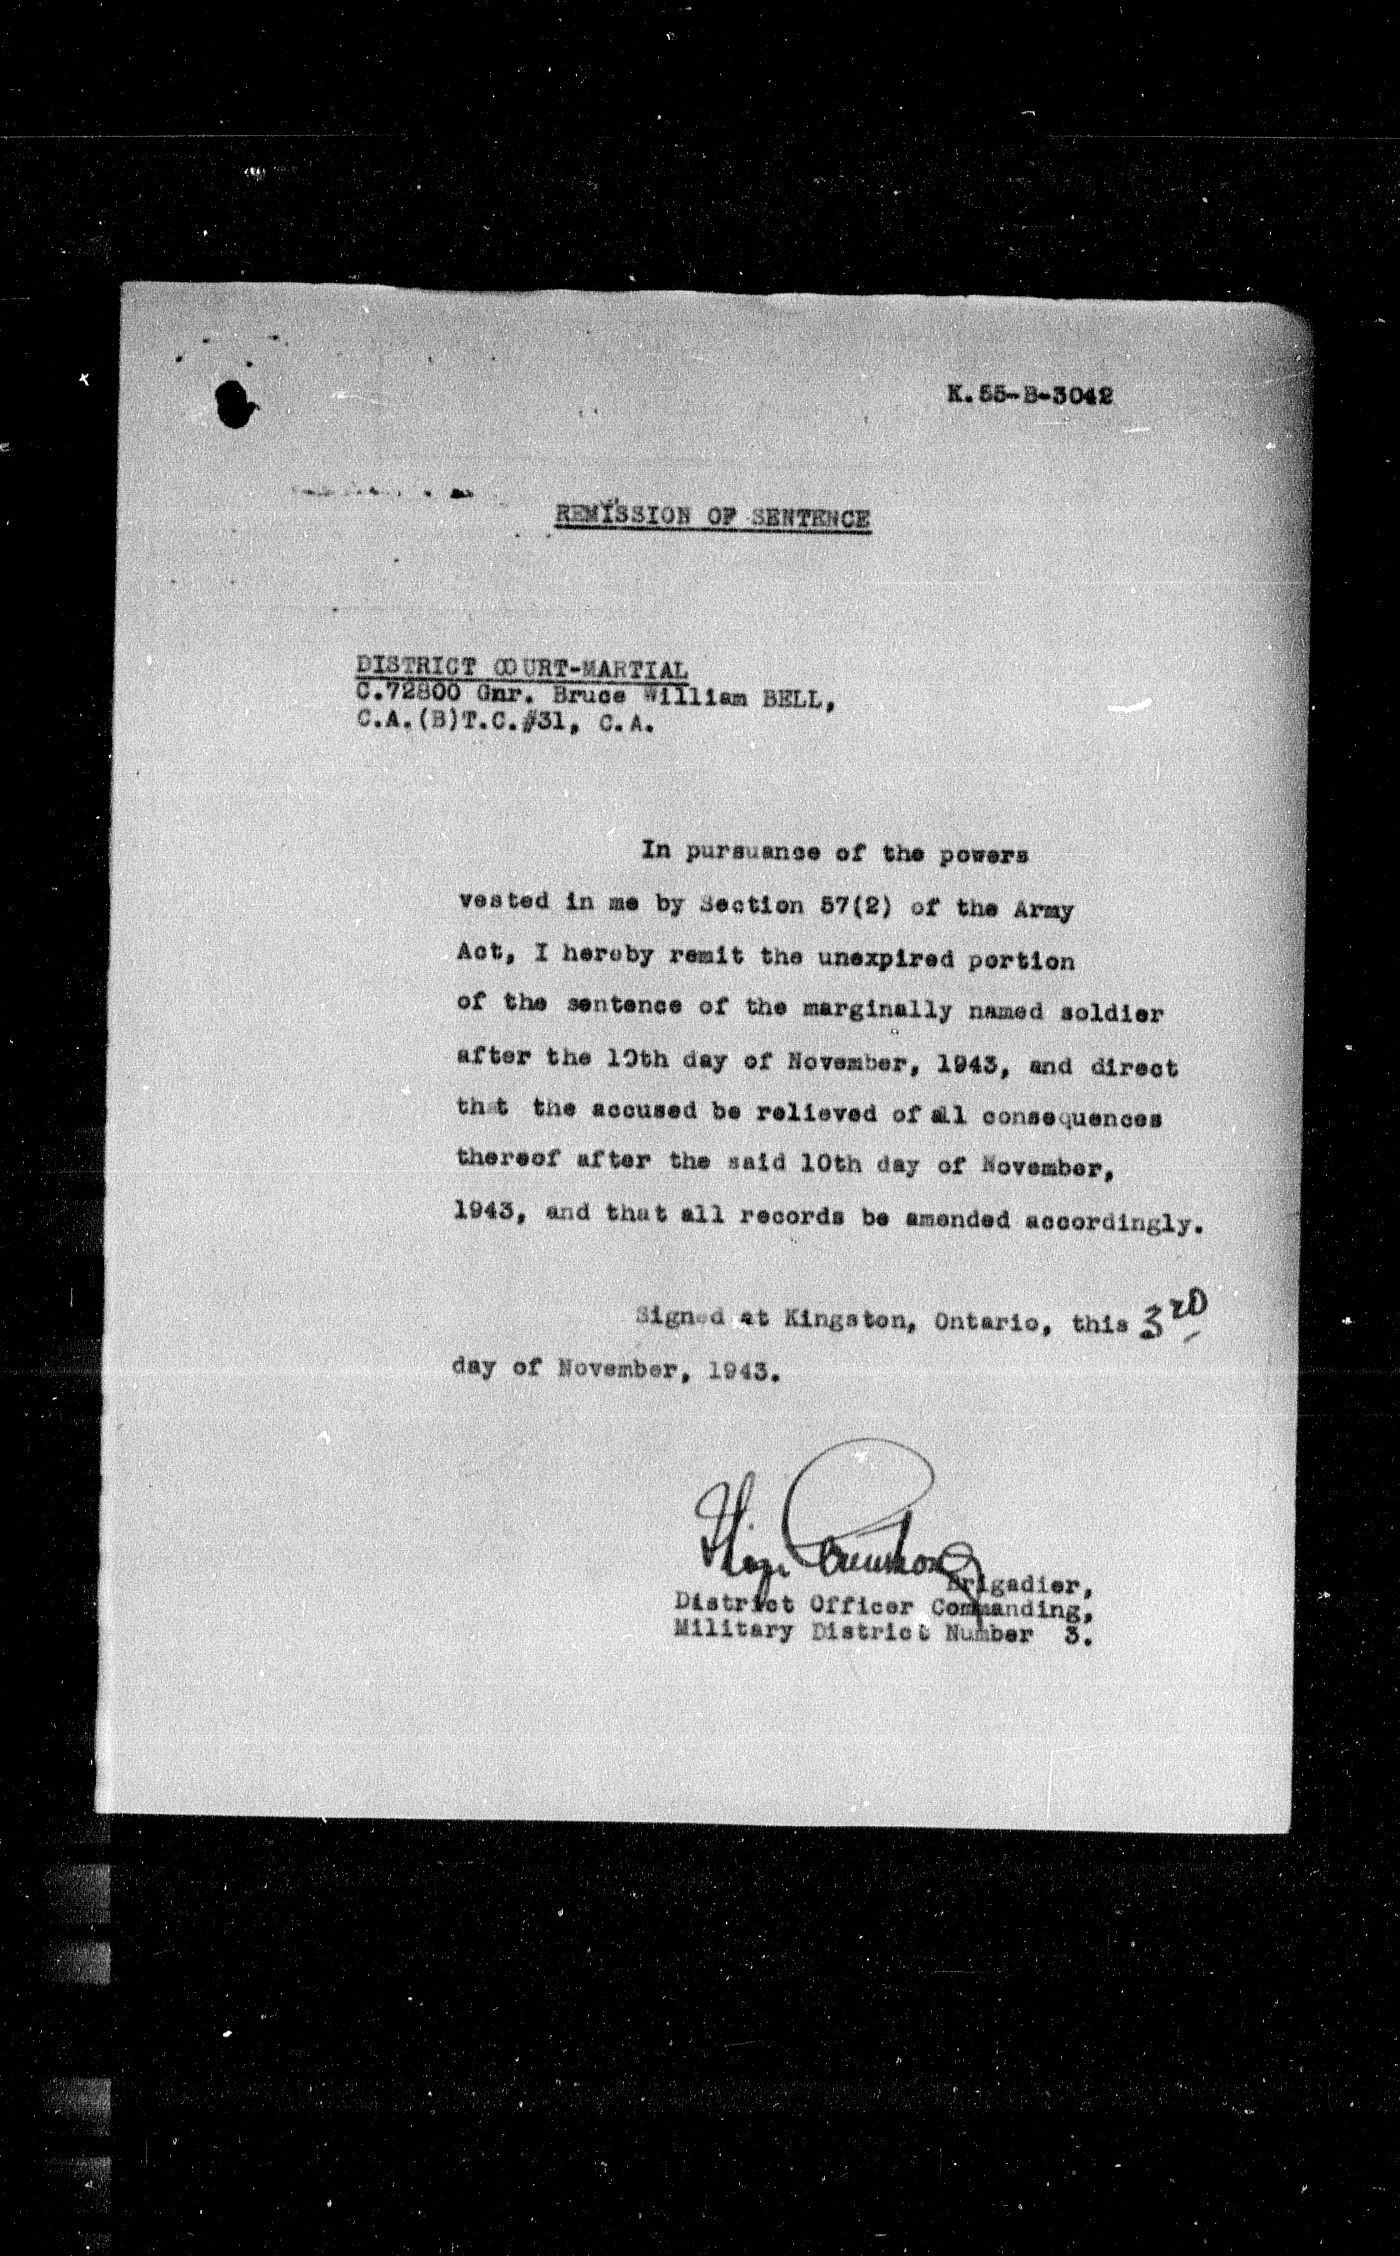 K.55-B-3042
REMISSION OF SENTENCE
DISTRICT COURT-MARTIAL
C.72800 Gnr. Bruce William BELL,
C.A.(B)T.C.#31, C.A.
In pursuance of the powers
vested in me by Section 57(2) of the Army
Act, I hereby remit the unexpired portion
of the sentence of the marginally named soldier
after the 10th day of November, 1943, and direct
that the accused be relieved of all consequences
thereof after the said 10th day of November,
1943, and that all records be amended accordingly.
Signed at Kingston, Ontario, this 3RD
day of November, 1943.
Brigadier,
District Officer Commanding,
Military District Number 3.